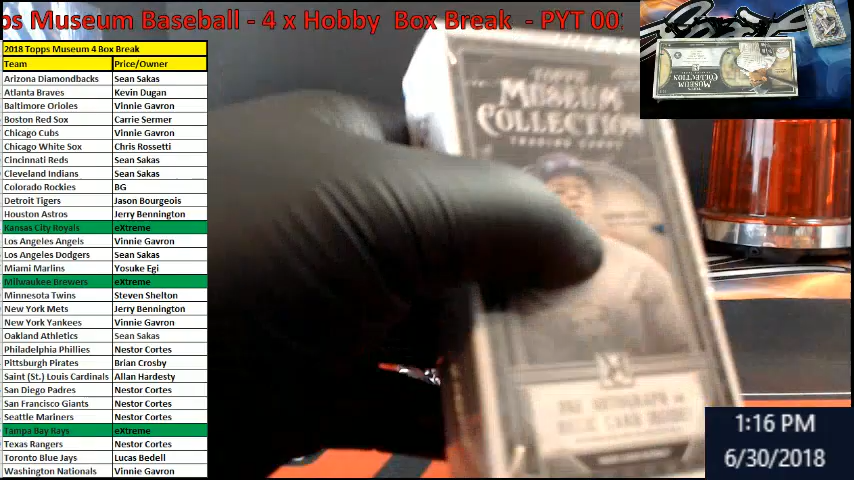 ps Museum Baseball - 4 x Hobby Box Break - PYT 00
2018 Topps Museum 4 Box Break
Team Price/Owner
Arizona Diamondbacks Sean Sakas
Atlanta Braves Kevin Dugan
Baltimore Orioles Vinnie Gavron
Boston Red Sox Carrie Sermer
Chicago Cubs Vinnie Gavron
Chicago White Sox Chris Rossetti
Cincinnati Reds Sean Sakas
Cleveland Indians Sean Sakas
Colorado Rockies BG
Detroit Tigers Jason Bourgeois
Houston Astros Jerry Bennington
Kansas City Royals eXtreme
Los Angeles Angels Vinnie Gavron
Los Angeles Dodgers Sean Sakas
Miami Marlins Yosuke Egi
Milwaukee Brewers eXtreme
Minnesota Twins Steven Shelton
New York Mets Jerry Bennington
New York Yankees Vinnie Gavron
Oakland Athletics Sean Sakas
Philadelphia Phillies Nestor Cortes
Pittsburgh Pirates Brian Crosby
Saint (St.) Louis Cardinals Allan Hardesty
San Diego Padres Nestor Cortes
San Francisco Giants Nestor Cortes
Seattle Mariners Nestor Cortes
Tampa Bay Rays eXtreme
Texas Rangers Nestor Cortes
Toronto Blue Jays Lucas Bedell
Washington Nationals Vinnie Gavron
TOPPS
MUSEUM
COLLECTION
TRADING CARDS
MUSEUM
COLLECTION
1:16 PM
6/30/2018